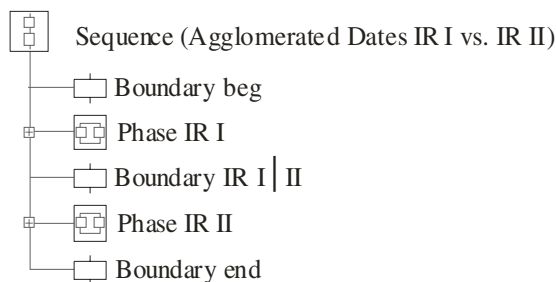 Sequence (Agglomerated Dates IR I vs. IR II)
Boundary beg
Phase IR I
Boundary IR I | II
Phase IR II
Boundary end